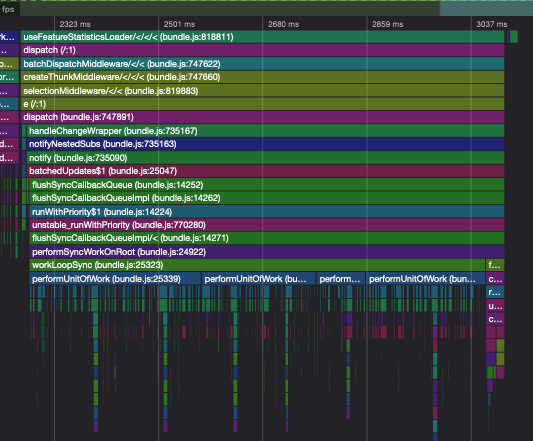 fps
2323 ms 2501 ms 2680 ms 2859 ms 3037 ms
rk... useFeatureStatisticsLoader/</</< (bundle.js:818811)
p... dispatch (/:1)
batchDispatchMiddleware/</< (bundle.js:747622)
createThunkMiddleware/</</< (bundle.js:747660)
selectionMiddleware/</< (bundle.js:819883)
e (/:1)
dispatch (bundle.js:747891)
handleChangeWrapper (bundle.js:735167)
notifyNestedSubs (bundle.js:735163)
notify (bundle.js:735090)
batchedUpdates$1 (bundle.js:25047)
flushSyncCallbackQueue (bundle.js:14252)
flushSyncCallbackQueueImpl (bundle.js:14262)
runWithPriority$1 (bundle.js:14224)
unstable_runWithPriority (bundle.js:770280)
flushSyncCallbackQueueImpl/< (bundle.js:14271)
performSyncWorkOnRoot (bundle.js:24922)
workLoopSync (bundle.js:25323) f...
performUnitOfWork (bundle.js:25339) performUnitOfWork (bu... perform... performUnitOfWork (bun... c...
r...
u...
c...